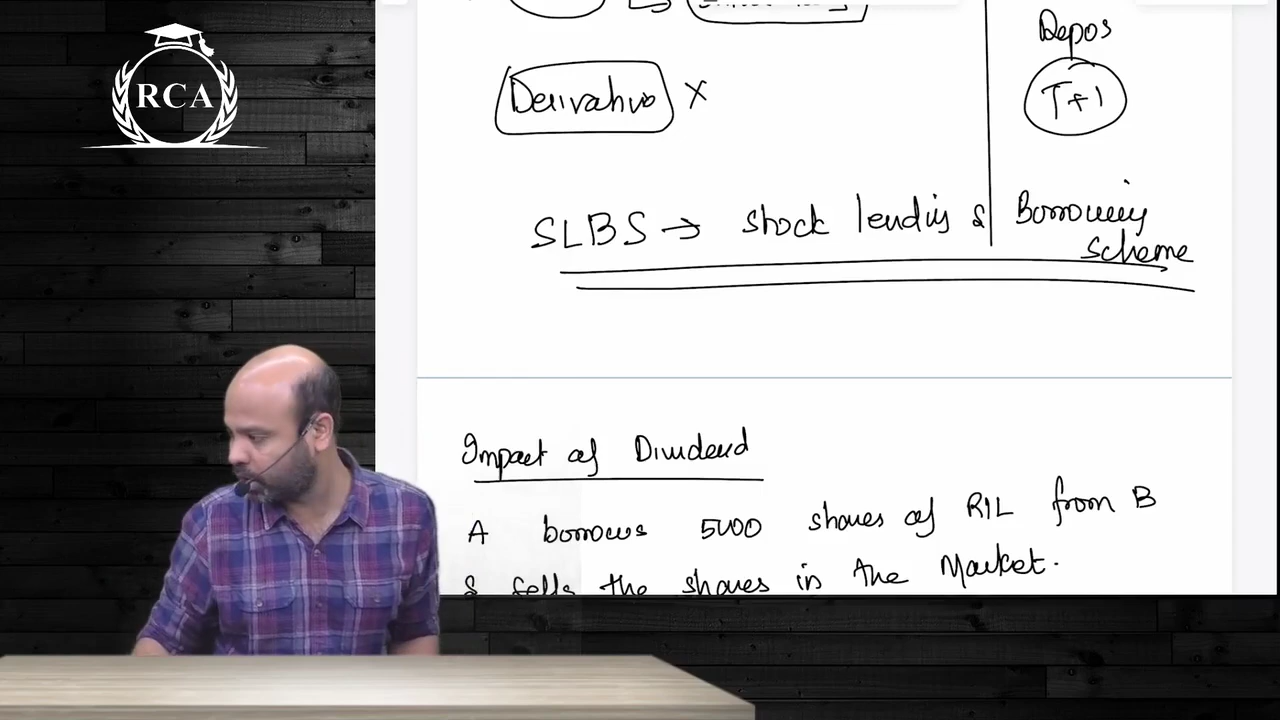 RCA
Depos
T+1
Derivative X
SLBS → Stock lending & Borrowing
Scheme
Impact of Dividend
A borrows 5000 shares of RIL from B
& sells the shares in the Market.